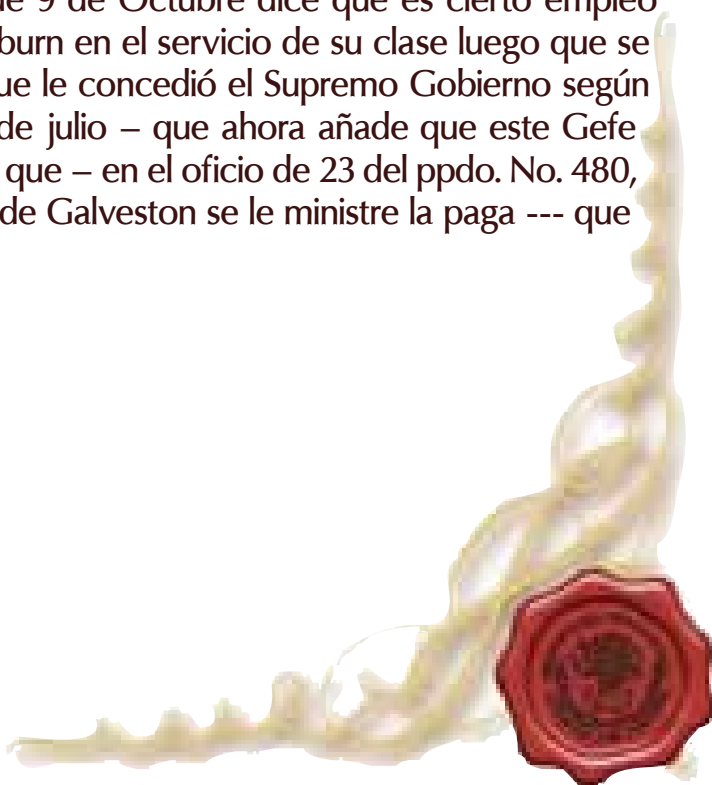 de 9 de Octubre dice que es cierto empleó
burn en el servicio de su clase luego que se
ue le concedió el Supremo Gobierno según
de julio – que ahora añade que este Gefe
que – en el oficio de 23 del ppdo. No. 480,
de Galveston se le ministre la paga --- que